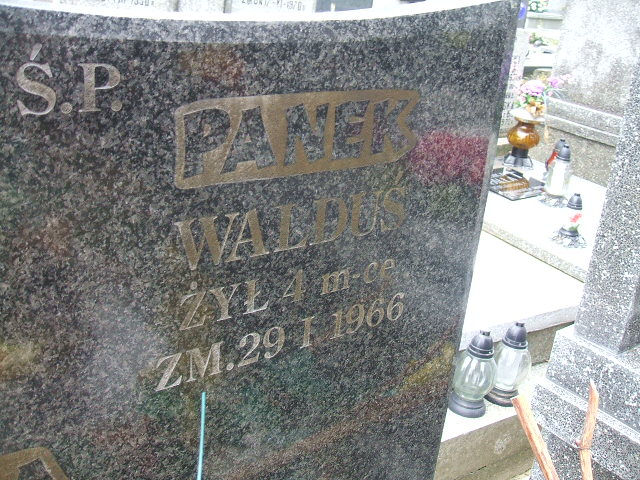 Ś.P.
PANEK
WALDUŚ
ŻYŁ 4 m-ce
ZM. 29 I 1966